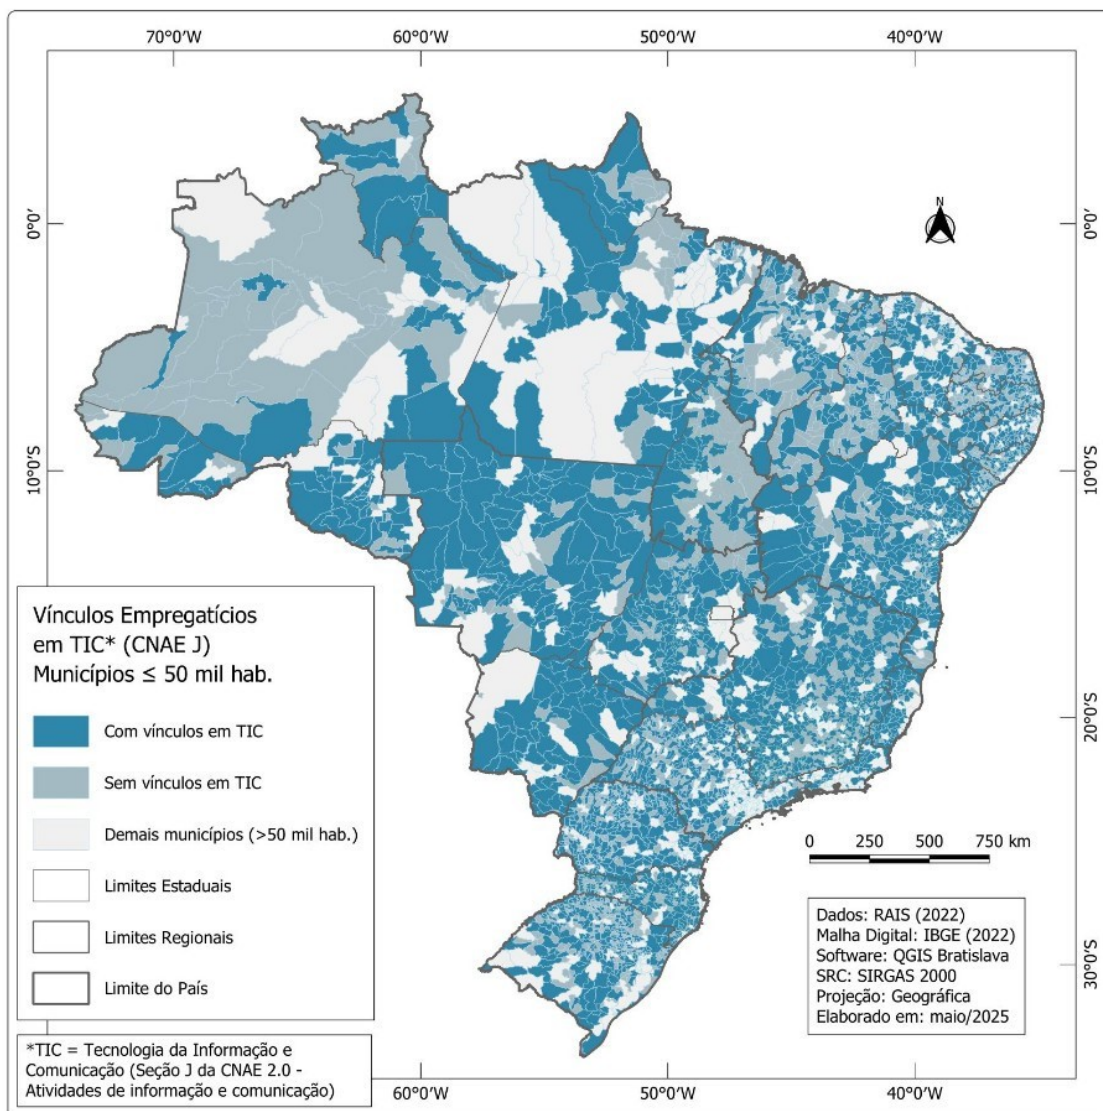 70°0'W 60°0'W 50°0'W 40°0'W
N
0°0' 0°0'
10°0'S 10°0'S
20°0'S
30°0'S
Vínculos Empregatícios
em TIC* (CNAE J)
Municípios ≤ 50 mil hab.
Com vínculos em TIC
Sem vínculos em TIC
Demais municípios (>50 mil hab.)
Limites Estaduais
Limites Regionais
Limite do País
*TIC = Tecnologia da Informação e
Comunicação (Seção J da CNAE 2.0 -
Atividades de informação e comunicação)
0 250 500 750 km
Dados: RAIS (2022)
Malha Digital: IBGE (2022)
Software: QGIS Bratislava
SRC: SIRGAS 2000
Projeção: Geográfica
Elaborado em: maio/2025
60°0'W 50°0'W 40°0'W